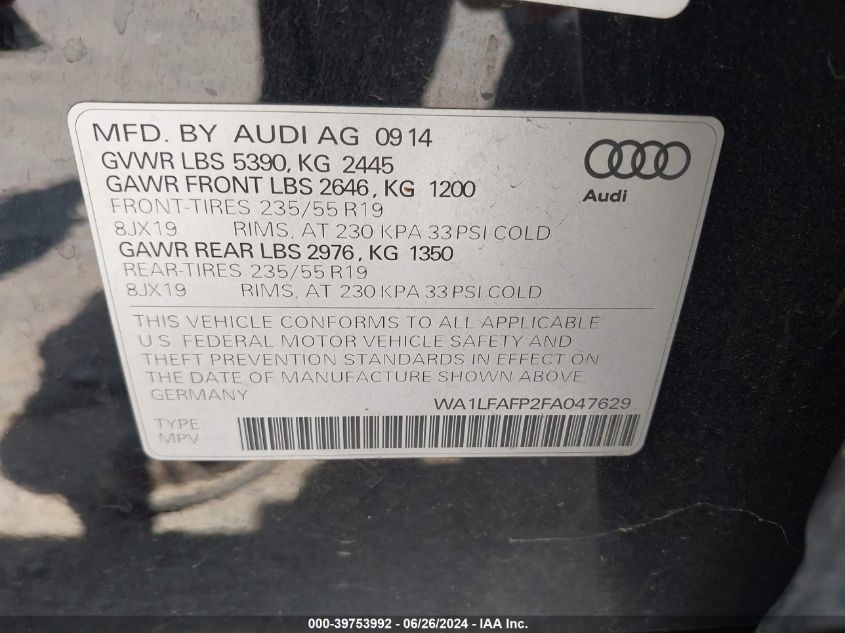 MFD. BY AUDI AG 09 14
GVWR LBS 5390, KG 2445
GAWR FRONT LBS 2646, KG 1200
FRONT-TIRES 235/55 R19
8JX19 RIMS, AT 230 KPA 33 PSI COLD
GAWR REAR LBS 2976, KG 1350
REAR-TIRES 235/55 R19
8JX19 RIMS, AT 230 KPA 33 PSI COLD
Audi
THIS VEHICLE CONFORMS TO ALL APPLICABLE
U.S. FEDERAL MOTOR VEHICLE SAFETY AND
THEFT PREVENTION STANDARDS IN EFFECT ON
THE DATE OF MANUFACTURE SHOWN ABOVE.
GERMANY
WA1LFAFP2FA047629
TYPE
MPV
000-39753992 - 06/26/2024 - IAA Inc.